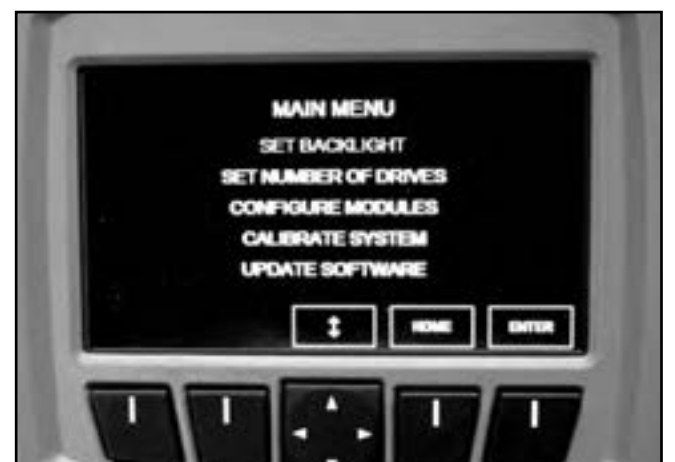 MAIN MENU
SET BACKLIGHT
SET NUMBER OF DRIVES
CONFIGURE MODULES
CALIBRATE SYSTEM
UPDATE SOFTWARE
HOME ENTER